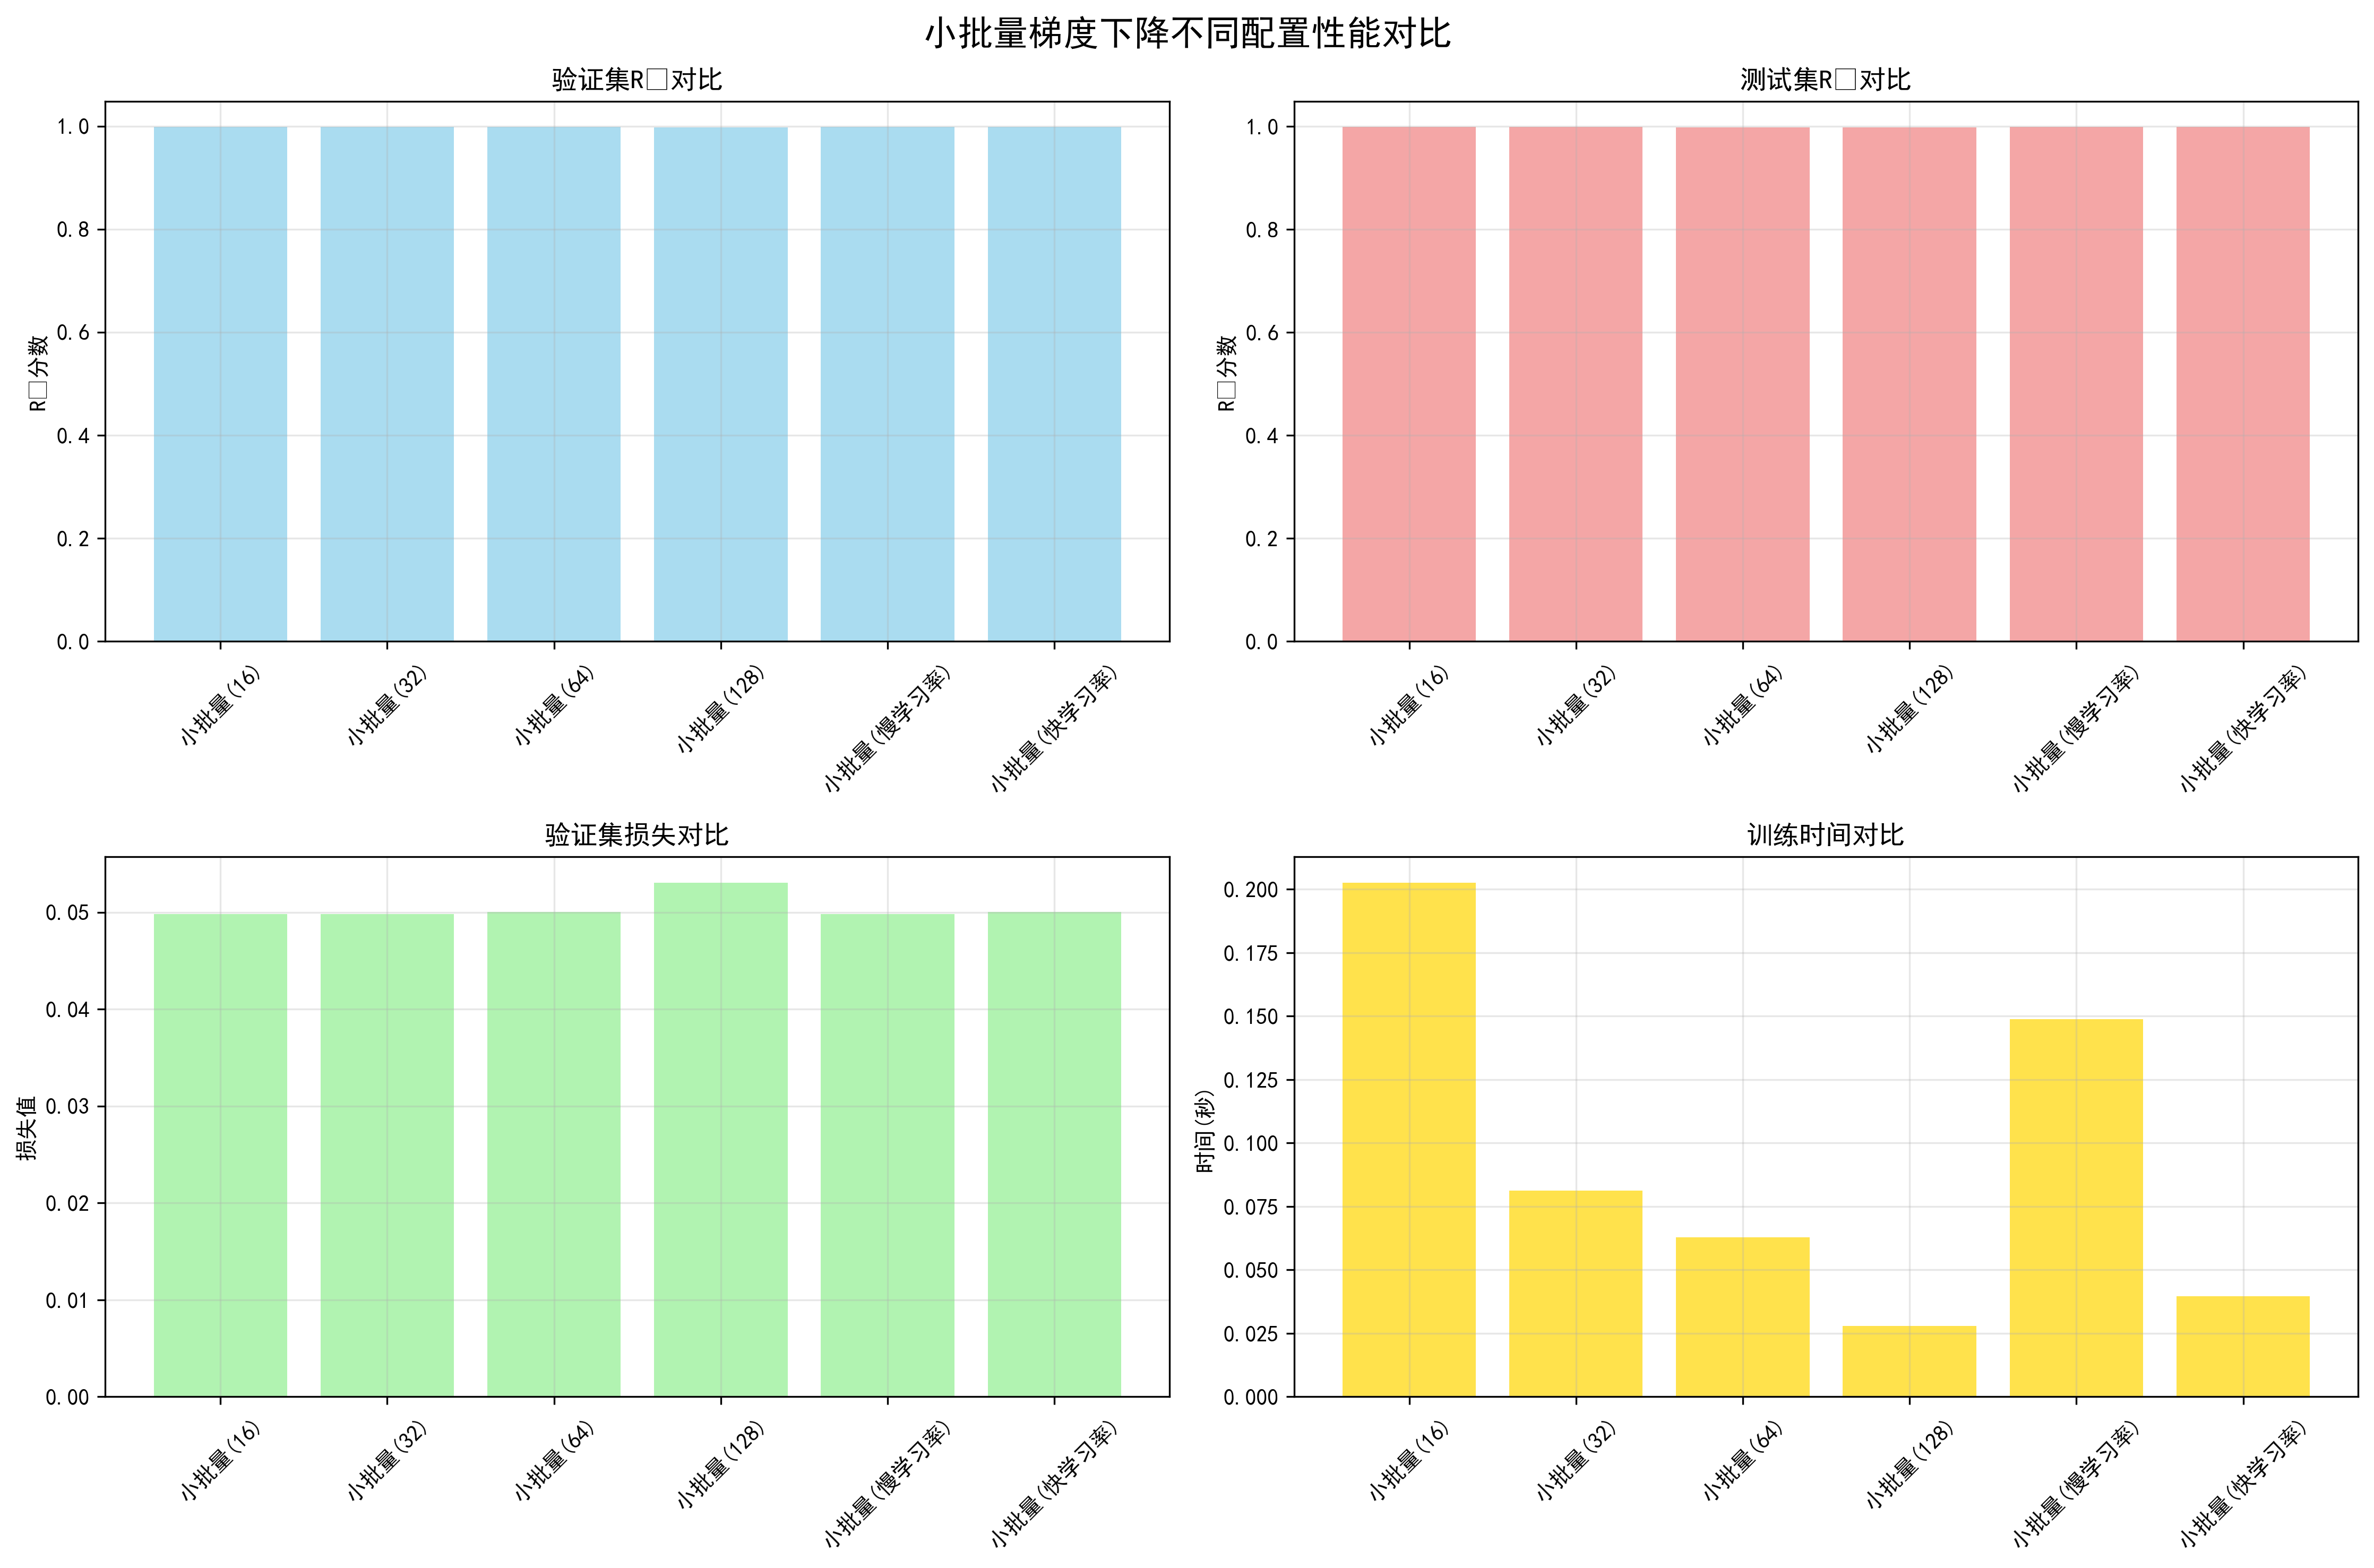 小批量梯度下降不同配置性能对比
验证集R□对比
R□分数
1.0
0.8
0.6
0.4
0.2
0.0
小批量(16)
小批量(32)
小批量(64)
小批量(128)
小批量(慢学习率)
小批量(快学习率)
测试集R□对比
R□分数
1.0
0.8
0.6
0.4
0.2
0.0
小批量(16)
小批量(32)
小批量(64)
小批量(128)
小批量(慢学习率)
小批量(快学习率)
验证集损失对比
损失值
0.05
0.04
0.03
0.02
0.01
0.00
小批量(16)
小批量(32)
小批量(64)
小批量(128)
小批量(慢学习率)
小批量(快学习率)
训练时间对比
时间(秒)
0.200
0.175
0.150
0.125
0.100
0.075
0.050
0.025
0.000
小批量(16)
小批量(32)
小批量(64)
小批量(128)
小批量(慢学习率)
小批量(快学习率)